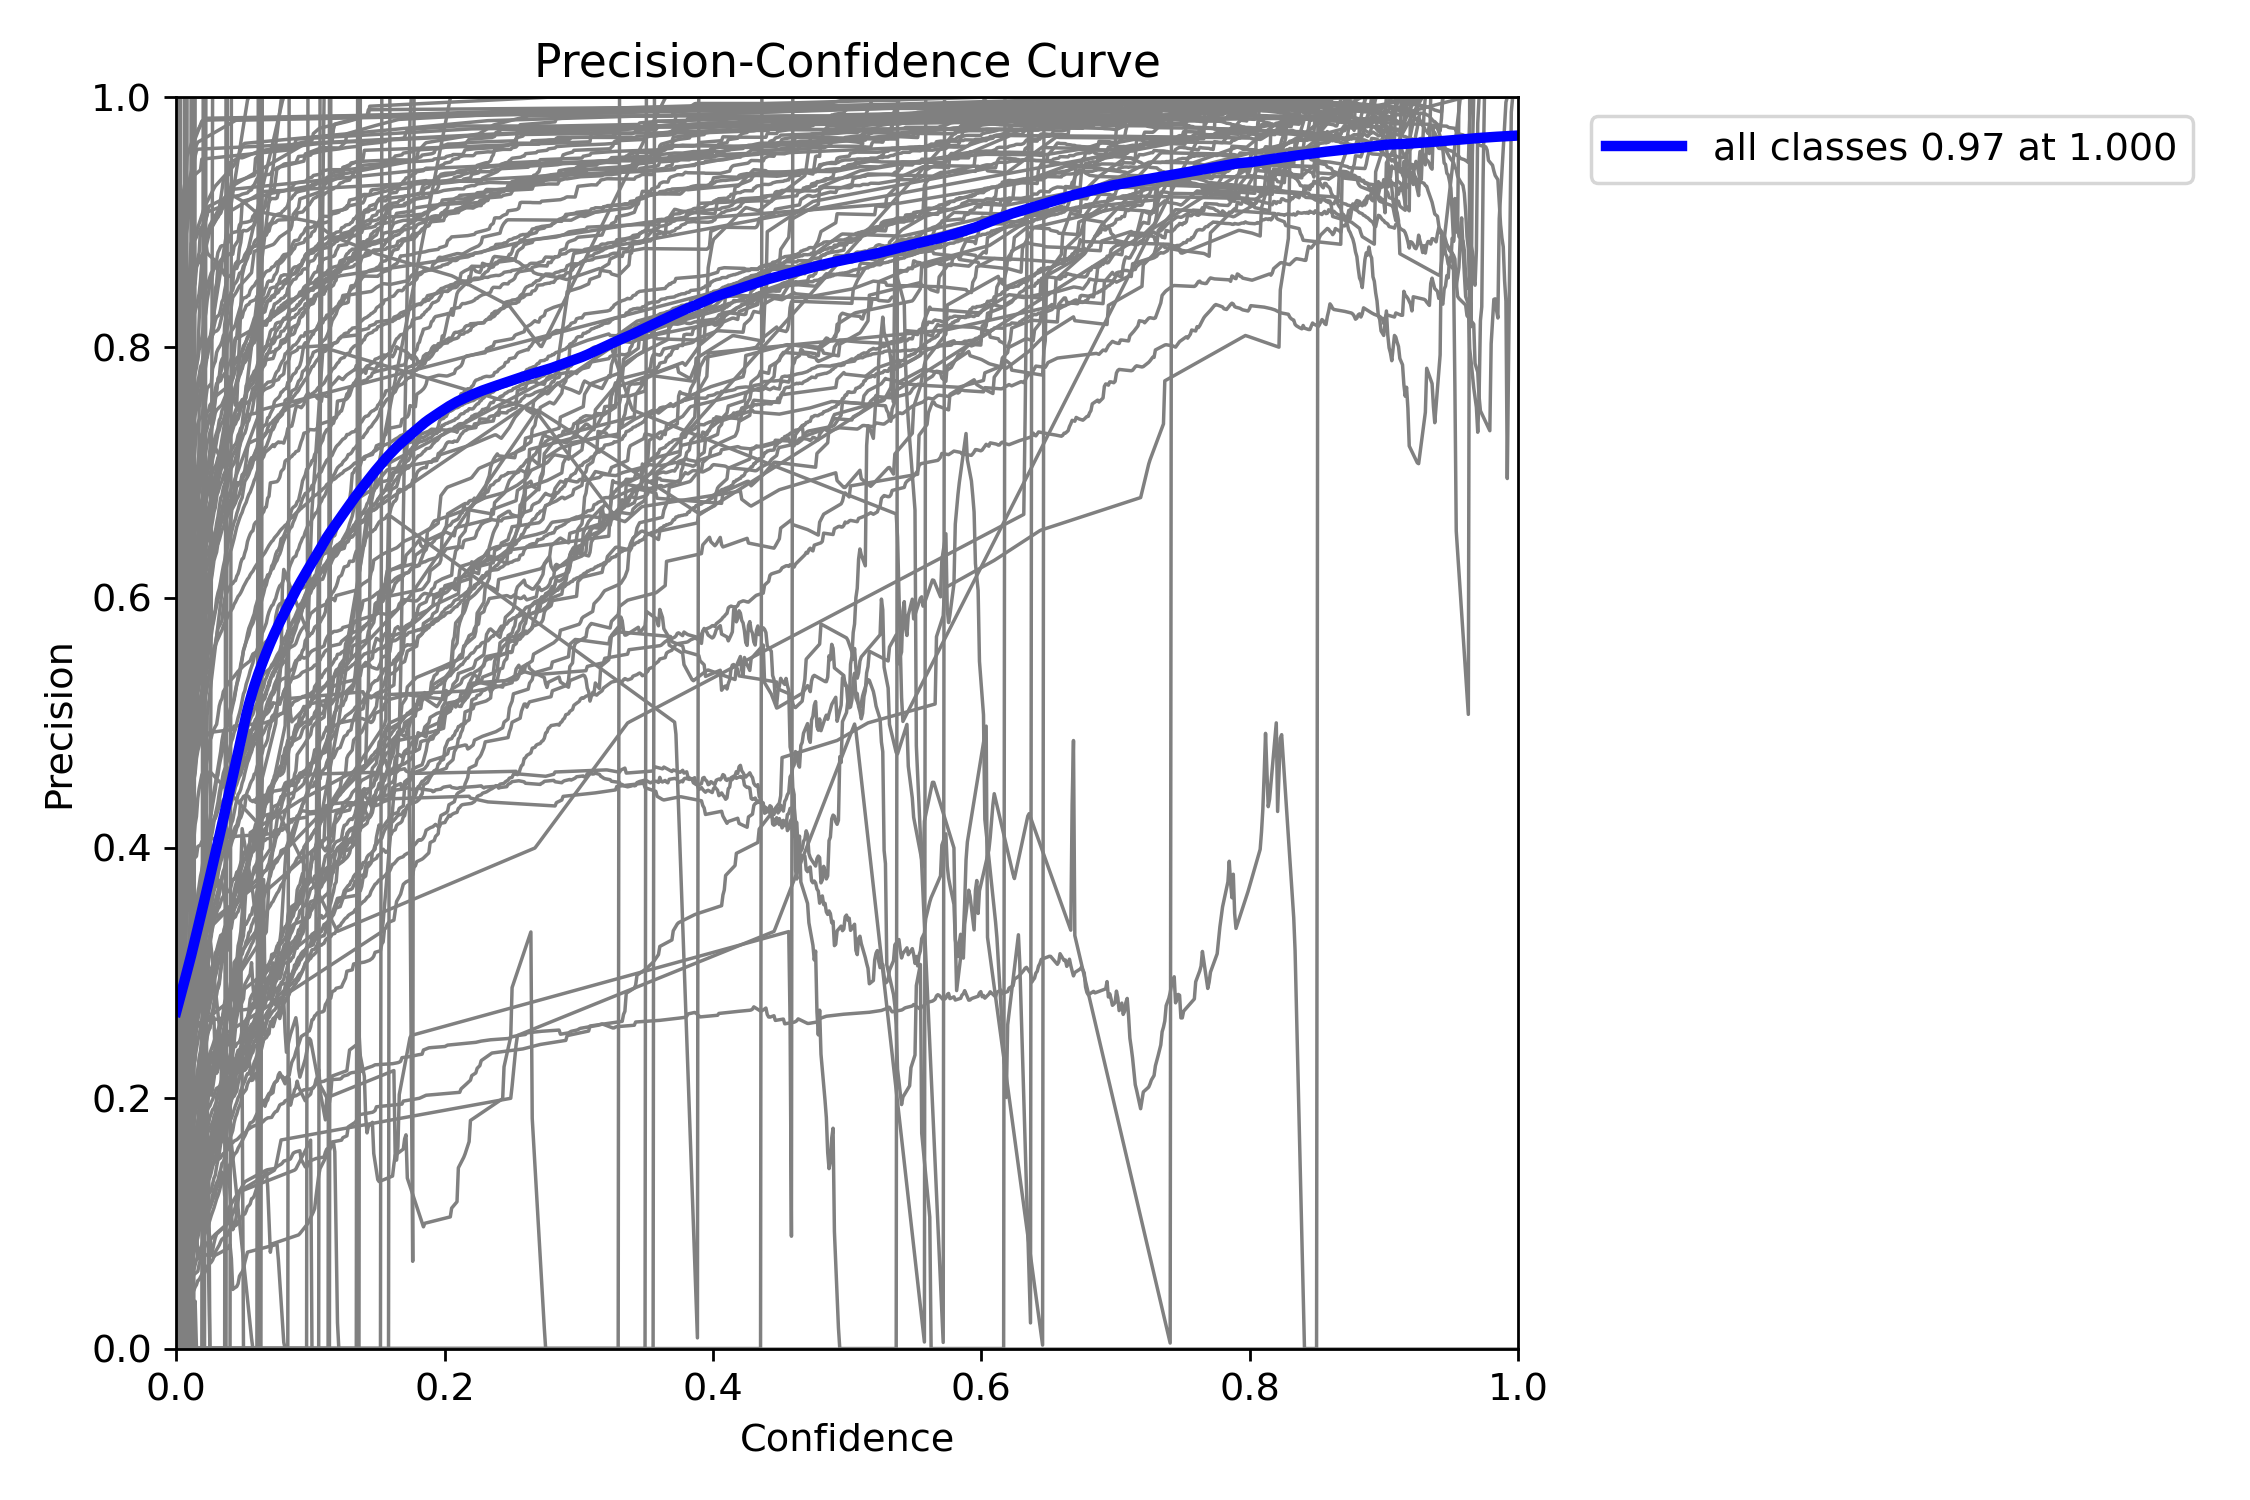 Precision-Confidence Curve
all classes 0.97 at 1.000
Precision
1.0
0.8
0.6
0.4
0.2
0.0
0.0 0.2 0.4 0.6 0.8 1.0
Confidence